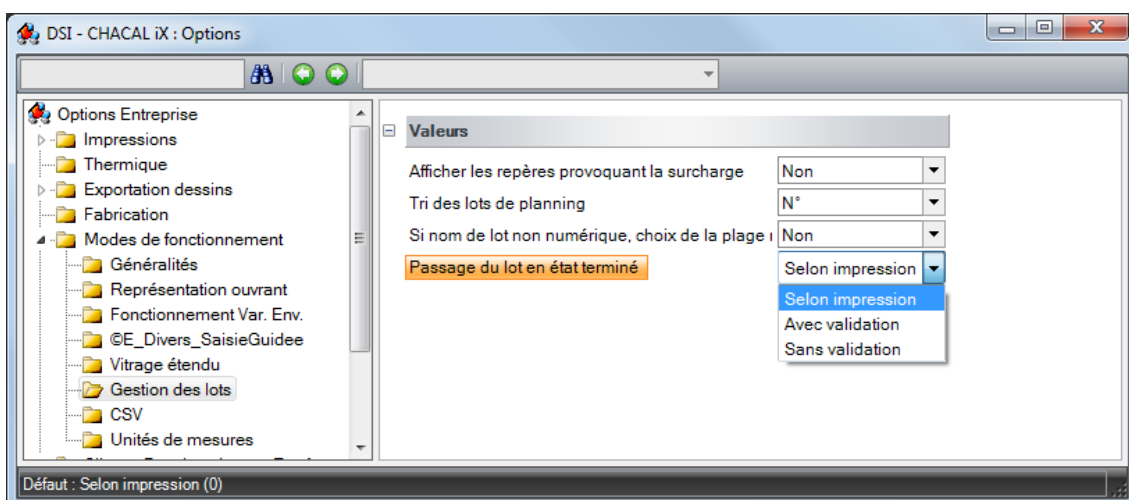 DSI - CHACAL iX : Options
Options Entreprise
Impressions
Thermique
Exportation dessins
Fabrication
Modes de fonctionnement
Généralités
Représentation ouvrant
Fonctionnement Var. Env.
©E_Divers_SaisieGuidee
Vitrage étendu
Gestion des lots
CSV
Unités de mesures
Valeurs
Afficher les repères provoquant la surcharge Non
Tri des lots de planning N°
Si nom de lot non numérique, choix de la plage Non
Passage du lot en état terminé Selon impression
Selon impression
Avec validation
Sans validation
Défaut : Selon impression (0)